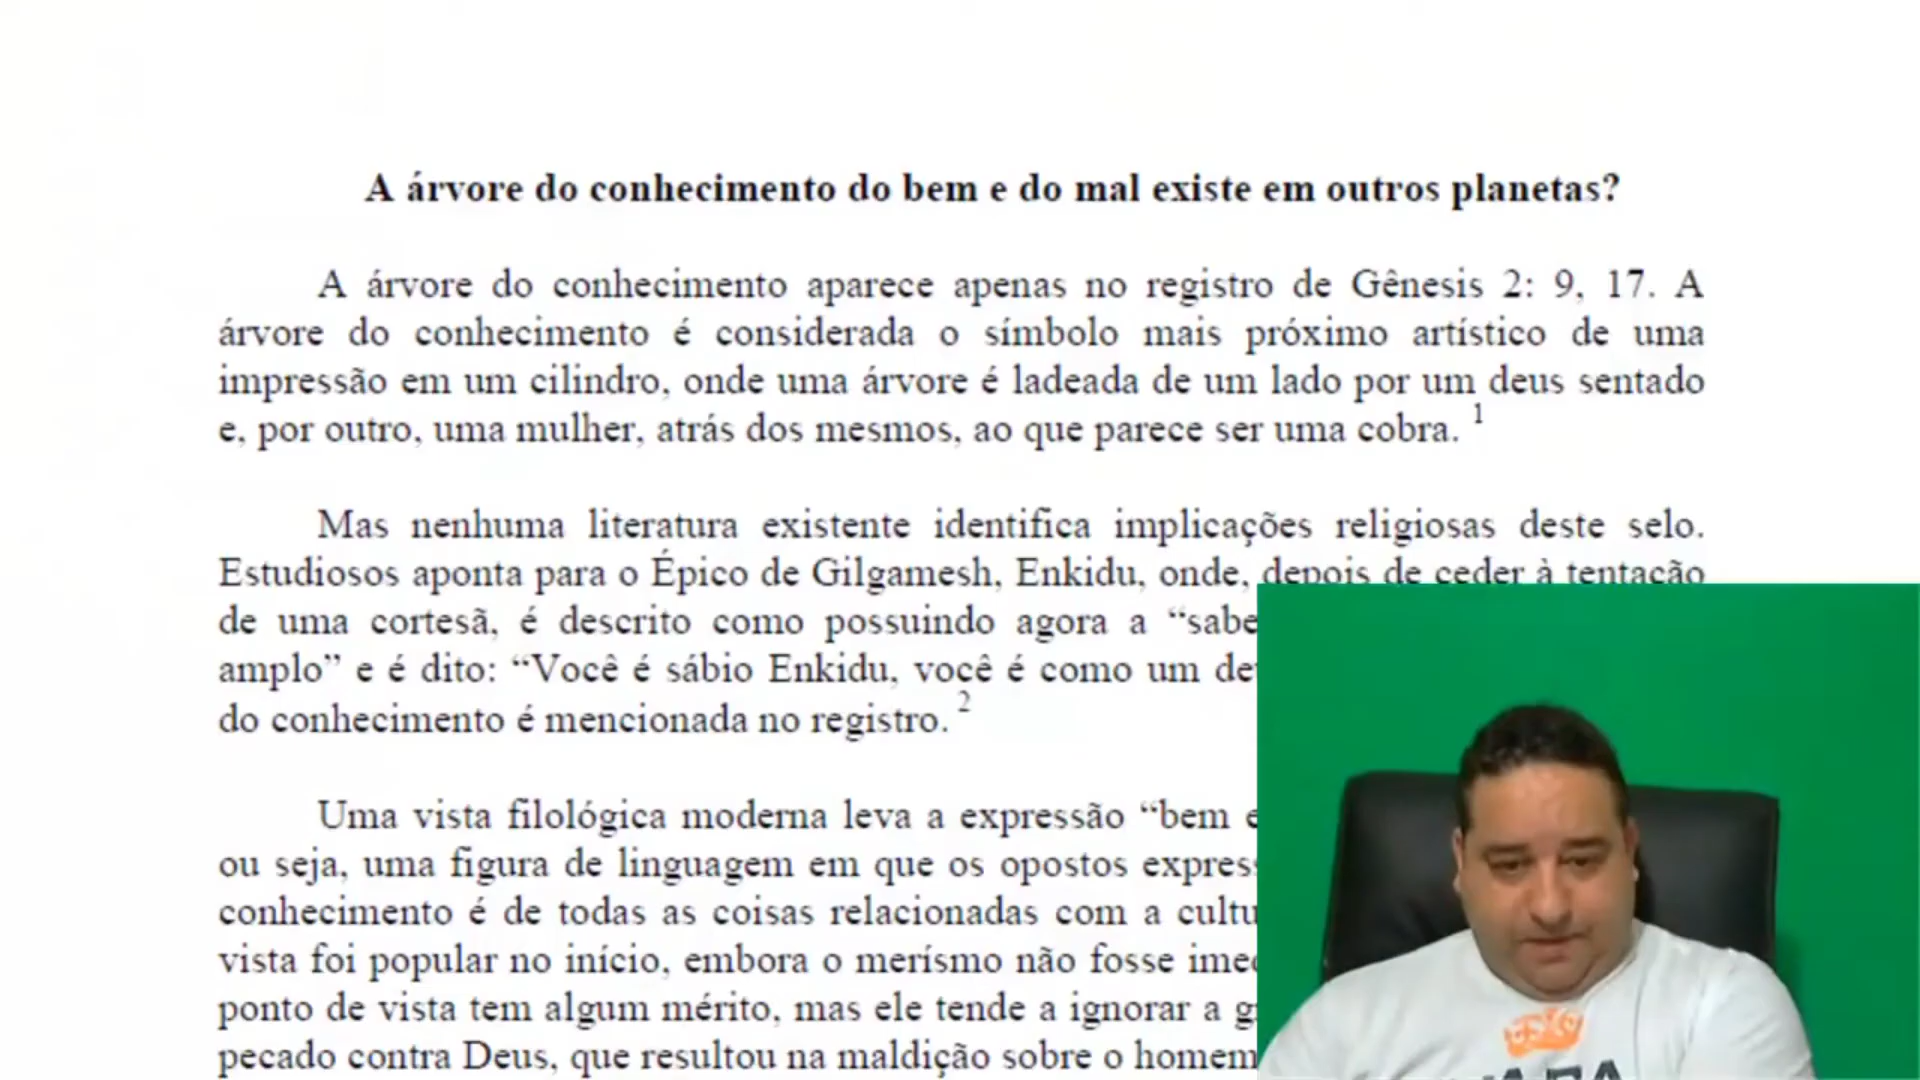 A árvore do conhecimento do bem e do mal existe em outros planetas?
A árvore do conhecimento aparece apenas no registro de Gênesis 2: 9, 17. A
árvore do conhecimento é considerada o símbolo mais próximo artístico de uma
impressão em um cilindro, onde uma árvore é ladeada de um lado por um deus sentado
e, por outro, uma mulher, atrás dos mesmos, ao que parece ser uma cobra. 1
Mas nenhuma literatura existente identifica implicações religiosas deste selo.
Estudiosos aponta para o Épico de Gilgamesh, Enkidu, onde, depois de ceder à tentação
de uma cortesã, é descrito como possuindo agora a “sabe
amplo” e é dito: “Você é sábio Enkidu, você é como um de
do conhecimento é mencionada no registro. 2
Uma vista filológica moderna leva a expressão “bem e
ou seja, uma figura de linguagem em que os opostos express
conhecimento é de todas as coisas relacionadas com a cultu
vista foi popular no início, embora o merísmo não fosse imed
ponto de vista tem algum mérito, mas ele tende a ignorar a g
pecado contra Deus, que resultou na maldição sobre o homem